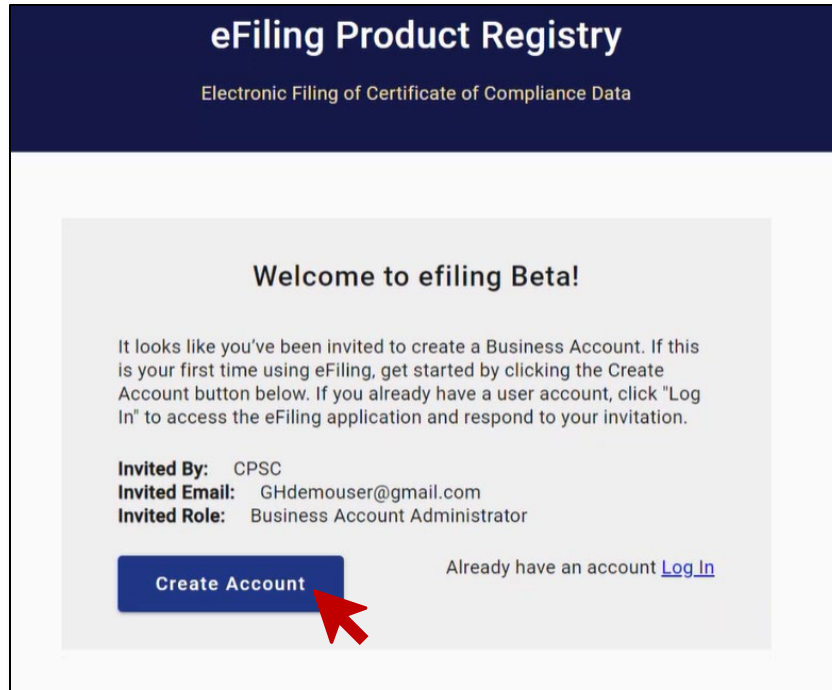 eFiling Product Registry
Electronic Filing of Certificate of Compliance Data
Welcome to efiling Beta!
It looks like you've been invited to create a Business Account. If this
is your first time using eFiling, get started by clicking the Create
Account button below. If you already have a user account, click "Log
In" to access the eFiling application and respond to your invitation.
Invited By: CPSC
Invited Email: GHdemouser@gmail.com
Invited Role: Business Account Administrator
Create Account
Already have an account Log In